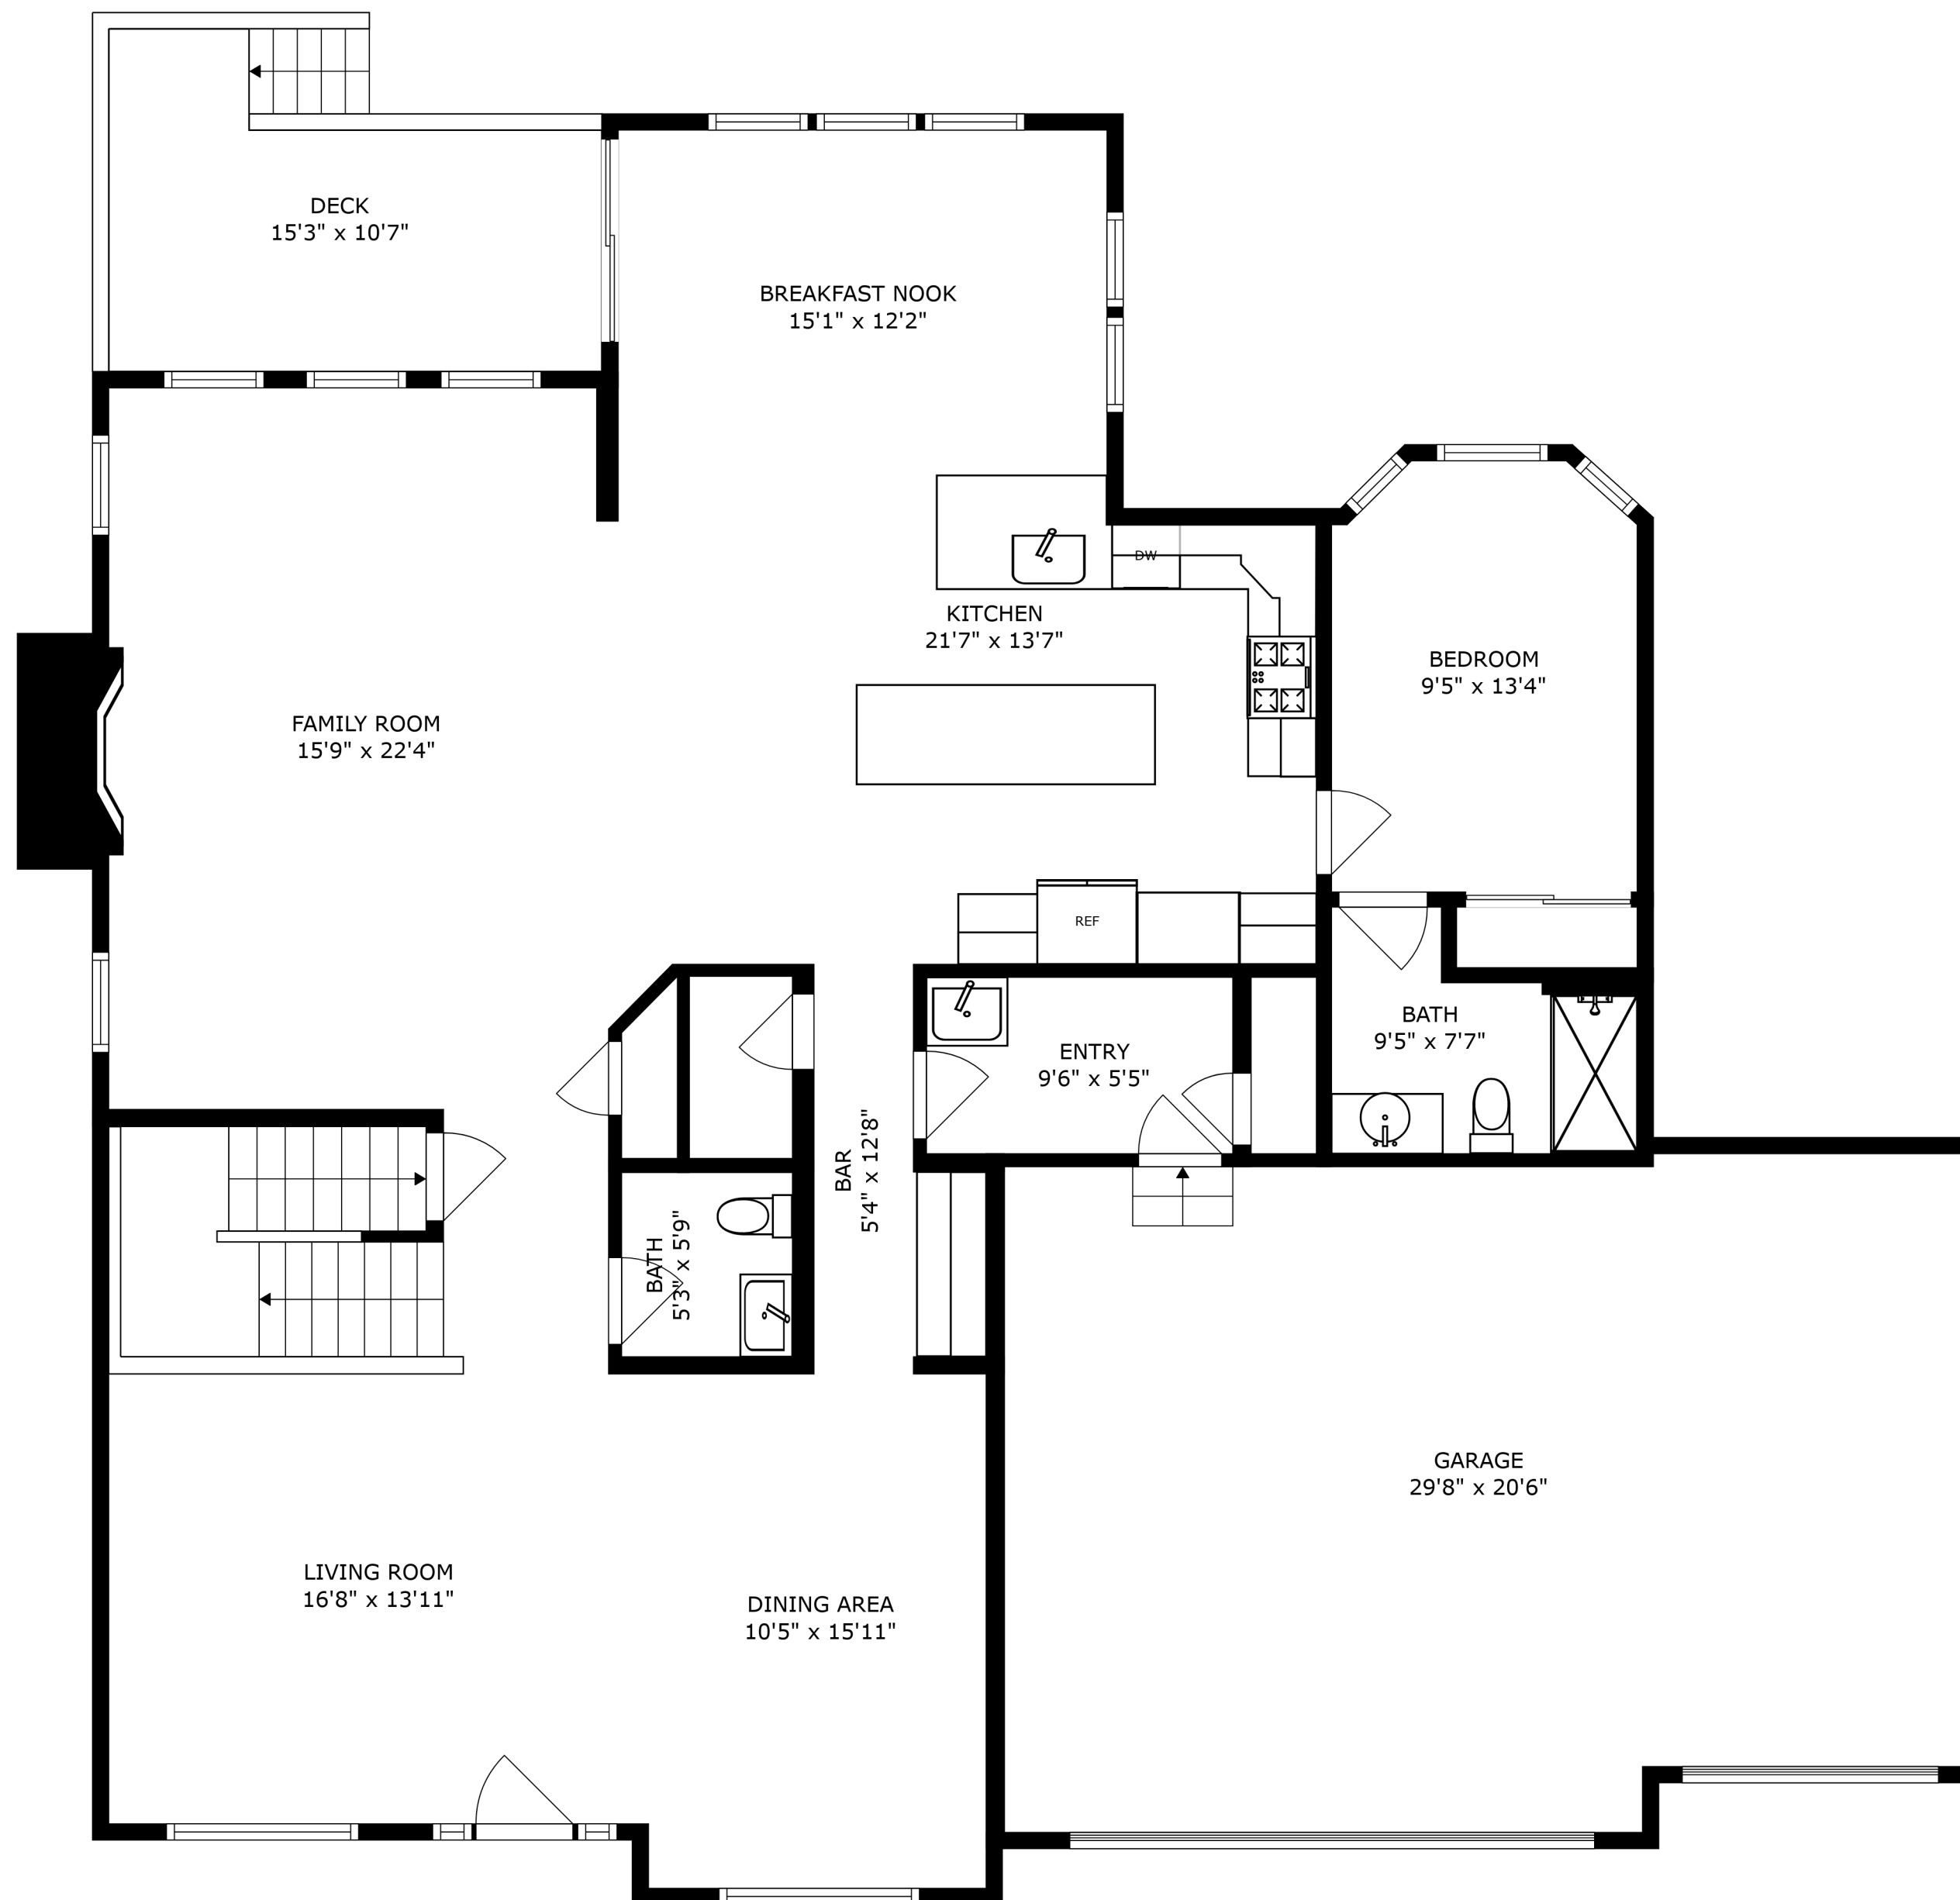 DECK
15'3" x 10'7"
BREAKFAST NOOK
15'1" x 12'2"
DW
KITCHEN
21'7" x 13'7"
BEDROOM
9'5" x 13'4"
FAMILY ROOM
15'9" x 22'4"
REF
BATH
9'5" x 7'7"
ENTRY
9'6" x 5'5"
BAR
5'4" x 12'8"
BATH
5'3" x 5'9"
GARAGE
29'8" x 20'6"
LIVING ROOM
16'8" x 13'11"
DINING AREA
10'5" x 15'11"